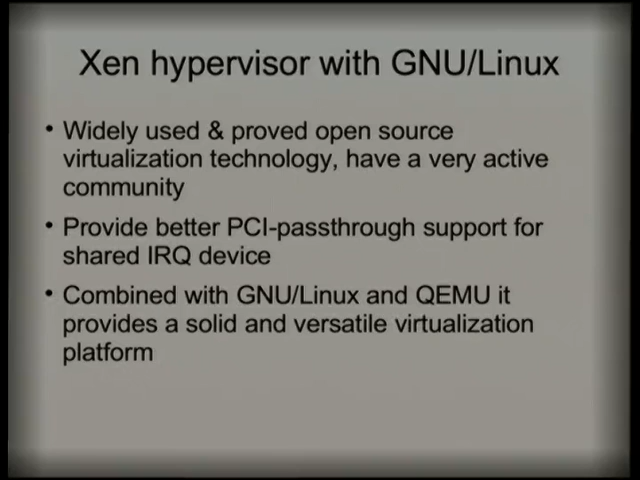 Xen hypervisor with GNU/Linux
• Widely used & proved open source
virtualization technology, have a very active
community
• Provide better PCI-passthrough support for
shared IRQ device
• Combined with GNU/Linux and QEMU it
provides a solid and versatile virtualization
platform